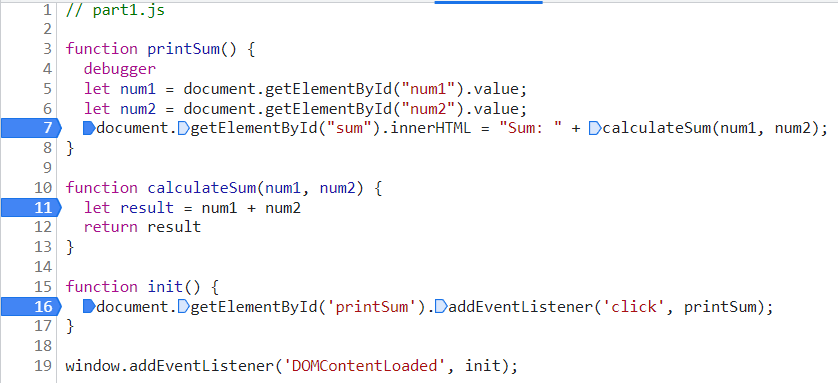 1 // part1.js
2
3 function printSum() {
4   debugger
5   let num1 = document.getElementById("num1").value;
6   let num2 = document.getElementById("num2").value;
7   document.getElementById("sum").innerHTML = "Sum: " + calculateSum(num1, num2);
8 }
9
10 function calculateSum(num1, num2) {
11   let result = num1 + num2
12   return result
13 }
14
15 function init() {
16   document.getElementById('printSum').addEventListener('click', printSum);
17 }
18
19 window.addEventListener('DOMContentLoaded', init);